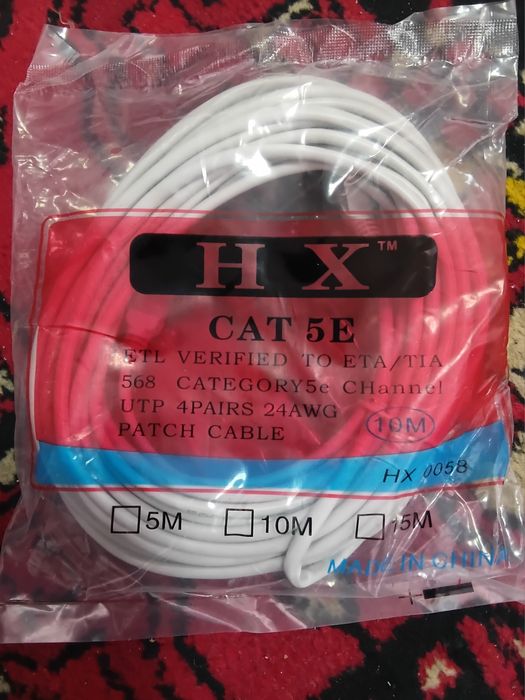 HX™
CAT 5E
ETL VERIFIED TO ETA/TIA
568 CATEGORY5e CHannel
UTP 4PAIRS 24AWG
PATCH CABLE
10M
HX 0058
5M 10M 15M
MADE IN CHINA